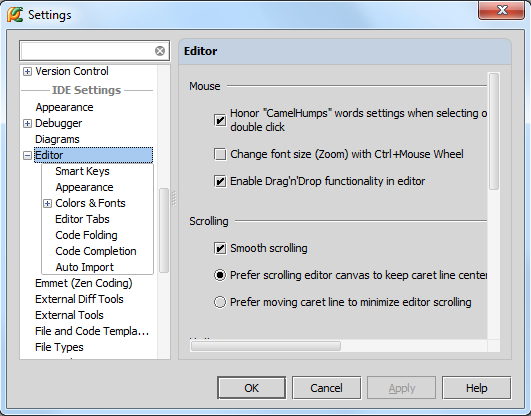 Settings
Version Control
IDE Settings
Appearance
Debugger
Diagrams
Editor
Smart Keys
Appearance
Colors & Fonts
Editor Tabs
Code Folding
Code Completion
Auto Import
Emmet (Zen Coding)
External Diff Tools
External Tools
File and Code Templa...
File Types
Editor
Mouse
Honor "CamelHumps" words settings when selecting o
double click
Change font size (Zoom) with Ctrl+Mouse Wheel
Enable Drag'n'Drop functionality in editor
Scrolling
Smooth scrolling
Prefer scrolling editor canvas to keep caret line center
Prefer moving caret line to minimize editor scrolling
OK
Cancel
Apply
Help